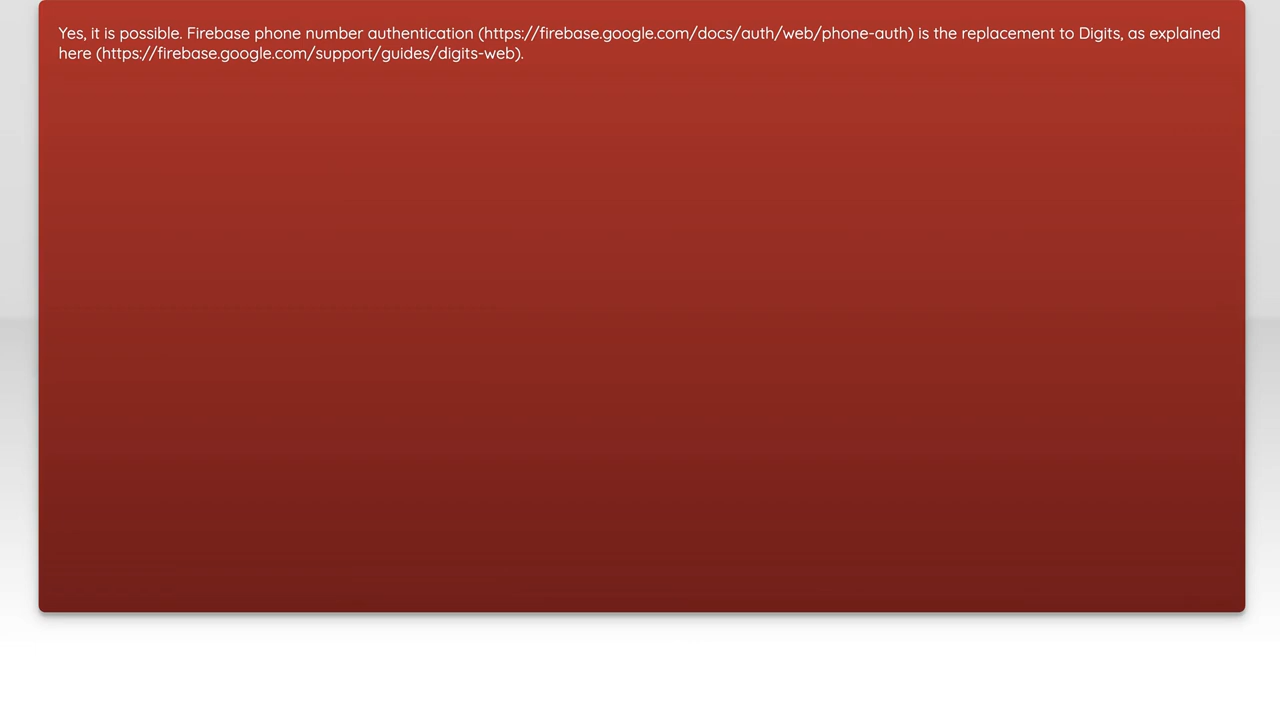 Yes, it is possible. Firebase phone number authentication (https://firebase.google.com/docs/auth/web/phone-auth) is the replacement to Digits, as explained
here (https://firebase.google.com/support/guides/digits-web).